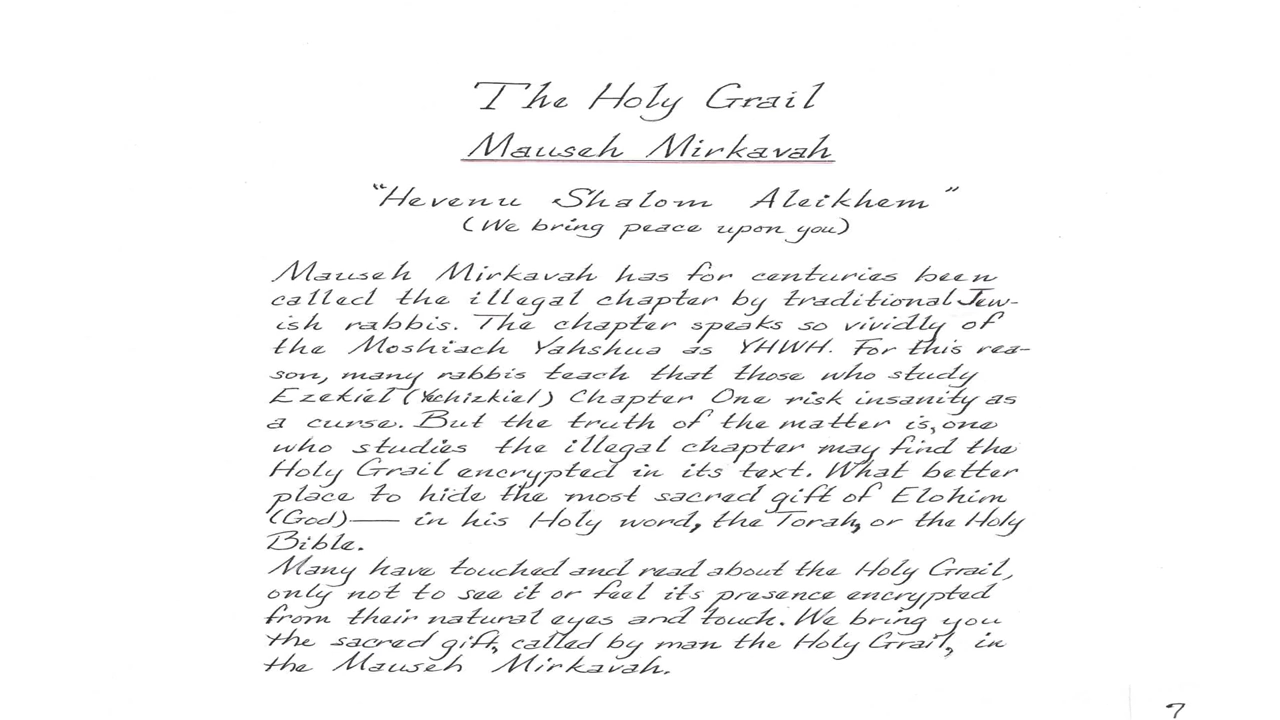 The Holy Grail
Mauseh Mirkavah
"Hevenu Shalom Aleikhem"
(We bring peace upon you)
Mauseh Mirkavah has for centuries been
called the illegal chapter by traditional Jew-
ish rabbis. The chapter speaks so vividly of
the Moshiach Yahshua as YHWH. For this rea-
son, many rabbis teach that those who study
Ezekiel (Yechizkiel) Chapter One risk insanity as
a curse. But the truth of the matter is, one
who studies the illegal chapter may find the
Holy Grail encrypted in its text. What better
place to hide the most sacred gift of Elohim
(God)— in his Holy word, the Torah, or the Holy
Bible.
Many have touched and read about the Holy Grail,
only not to see it or feel its presence encrypted
from their natural eyes and touch. We bring you
the sacred gift, called by man the Holy Grail, in
the Mauseh Mirkavah.
7